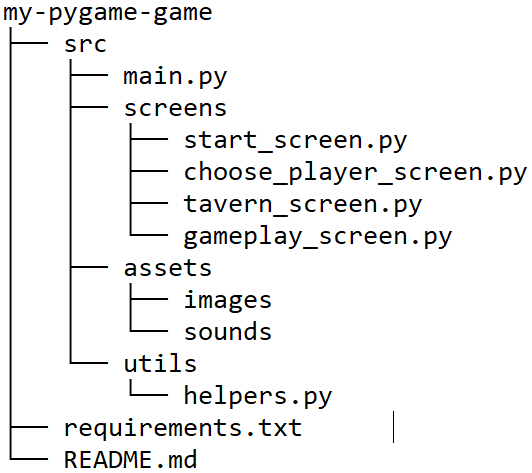 my-pygame-game
├── src
│   ├── main.py
│   ├── screens
│   │   ├── start_screen.py
│   │   ├── choose_player_screen.py
│   │   ├── tavern_screen.py
│   │   └── gameplay_screen.py
│   ├── assets
│   │   ├── images
│   │   └── sounds
│   └── utils
│       └── helpers.py
├── requirements.txt
└── README.md